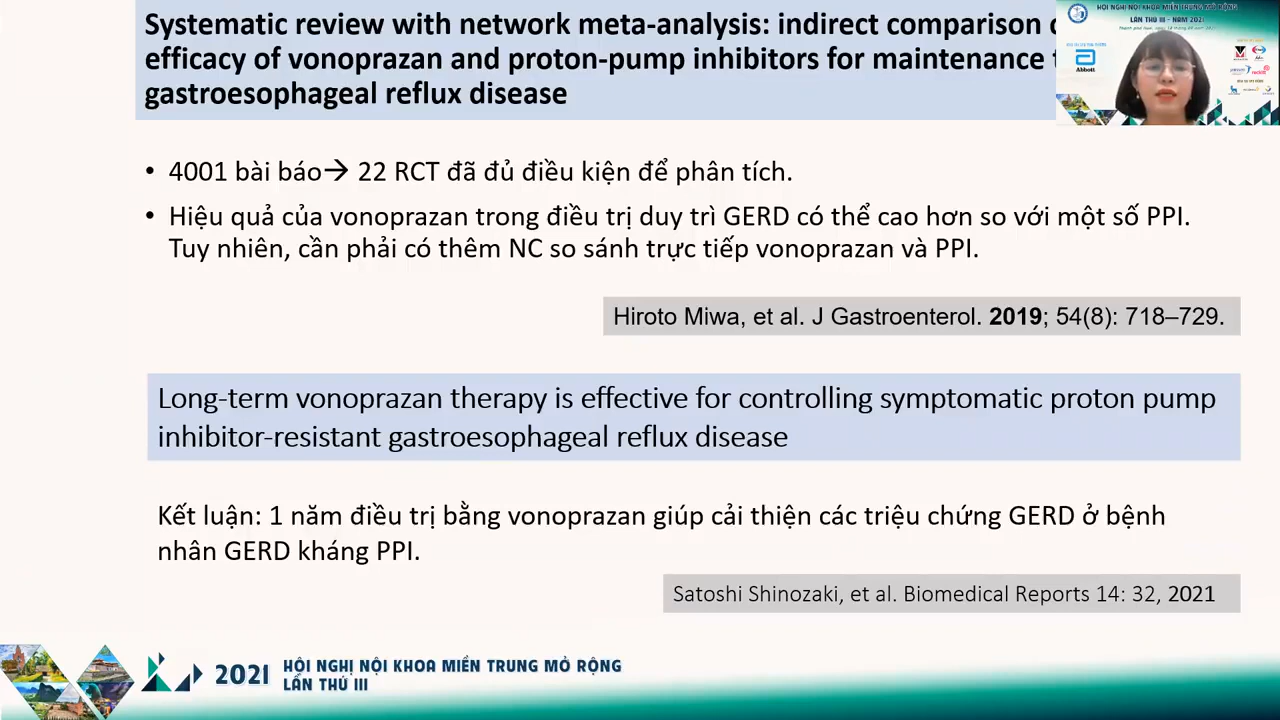 Systematic review with network meta-analysis: indirect comparison
efficacy of vonoprazan and proton-pump inhibitors for maintenance
gastroesophageal reflux disease
HỘI NGHỊ NỘI KHOA MIỀN TRUNG MỞ RỘNG
LẦN THỨ III - NĂM 2021
Abbott
• 4001 bài báo→ 22 RCT đã đủ điều kiện để phân tích.
• Hiệu quả của vonoprazan trong điều trị duy trì GERD có thể cao hơn so với một số PPI.
Tuy nhiên, cần phải có thêm NC so sánh trực tiếp vonoprazan và PPI.
Hiroto Miwa, et al. J Gastroenterol. 2019; 54(8): 718–729.
Long-term vonoprazan therapy is effective for controlling symptomatic proton pump
inhibitor-resistant gastroesophageal reflux disease
Kết luận: 1 năm điều trị bằng vonoprazan giúp cải thiện các triệu chứng GERD ở bệnh
nhân GERD kháng PPI.
Satoshi Shinozaki, et al. Biomedical Reports 14: 32, 2021
2021 HỘI NGHỊ NỘI KHOA MIỀN TRUNG MỞ RỘNG
LẦN THỨ III